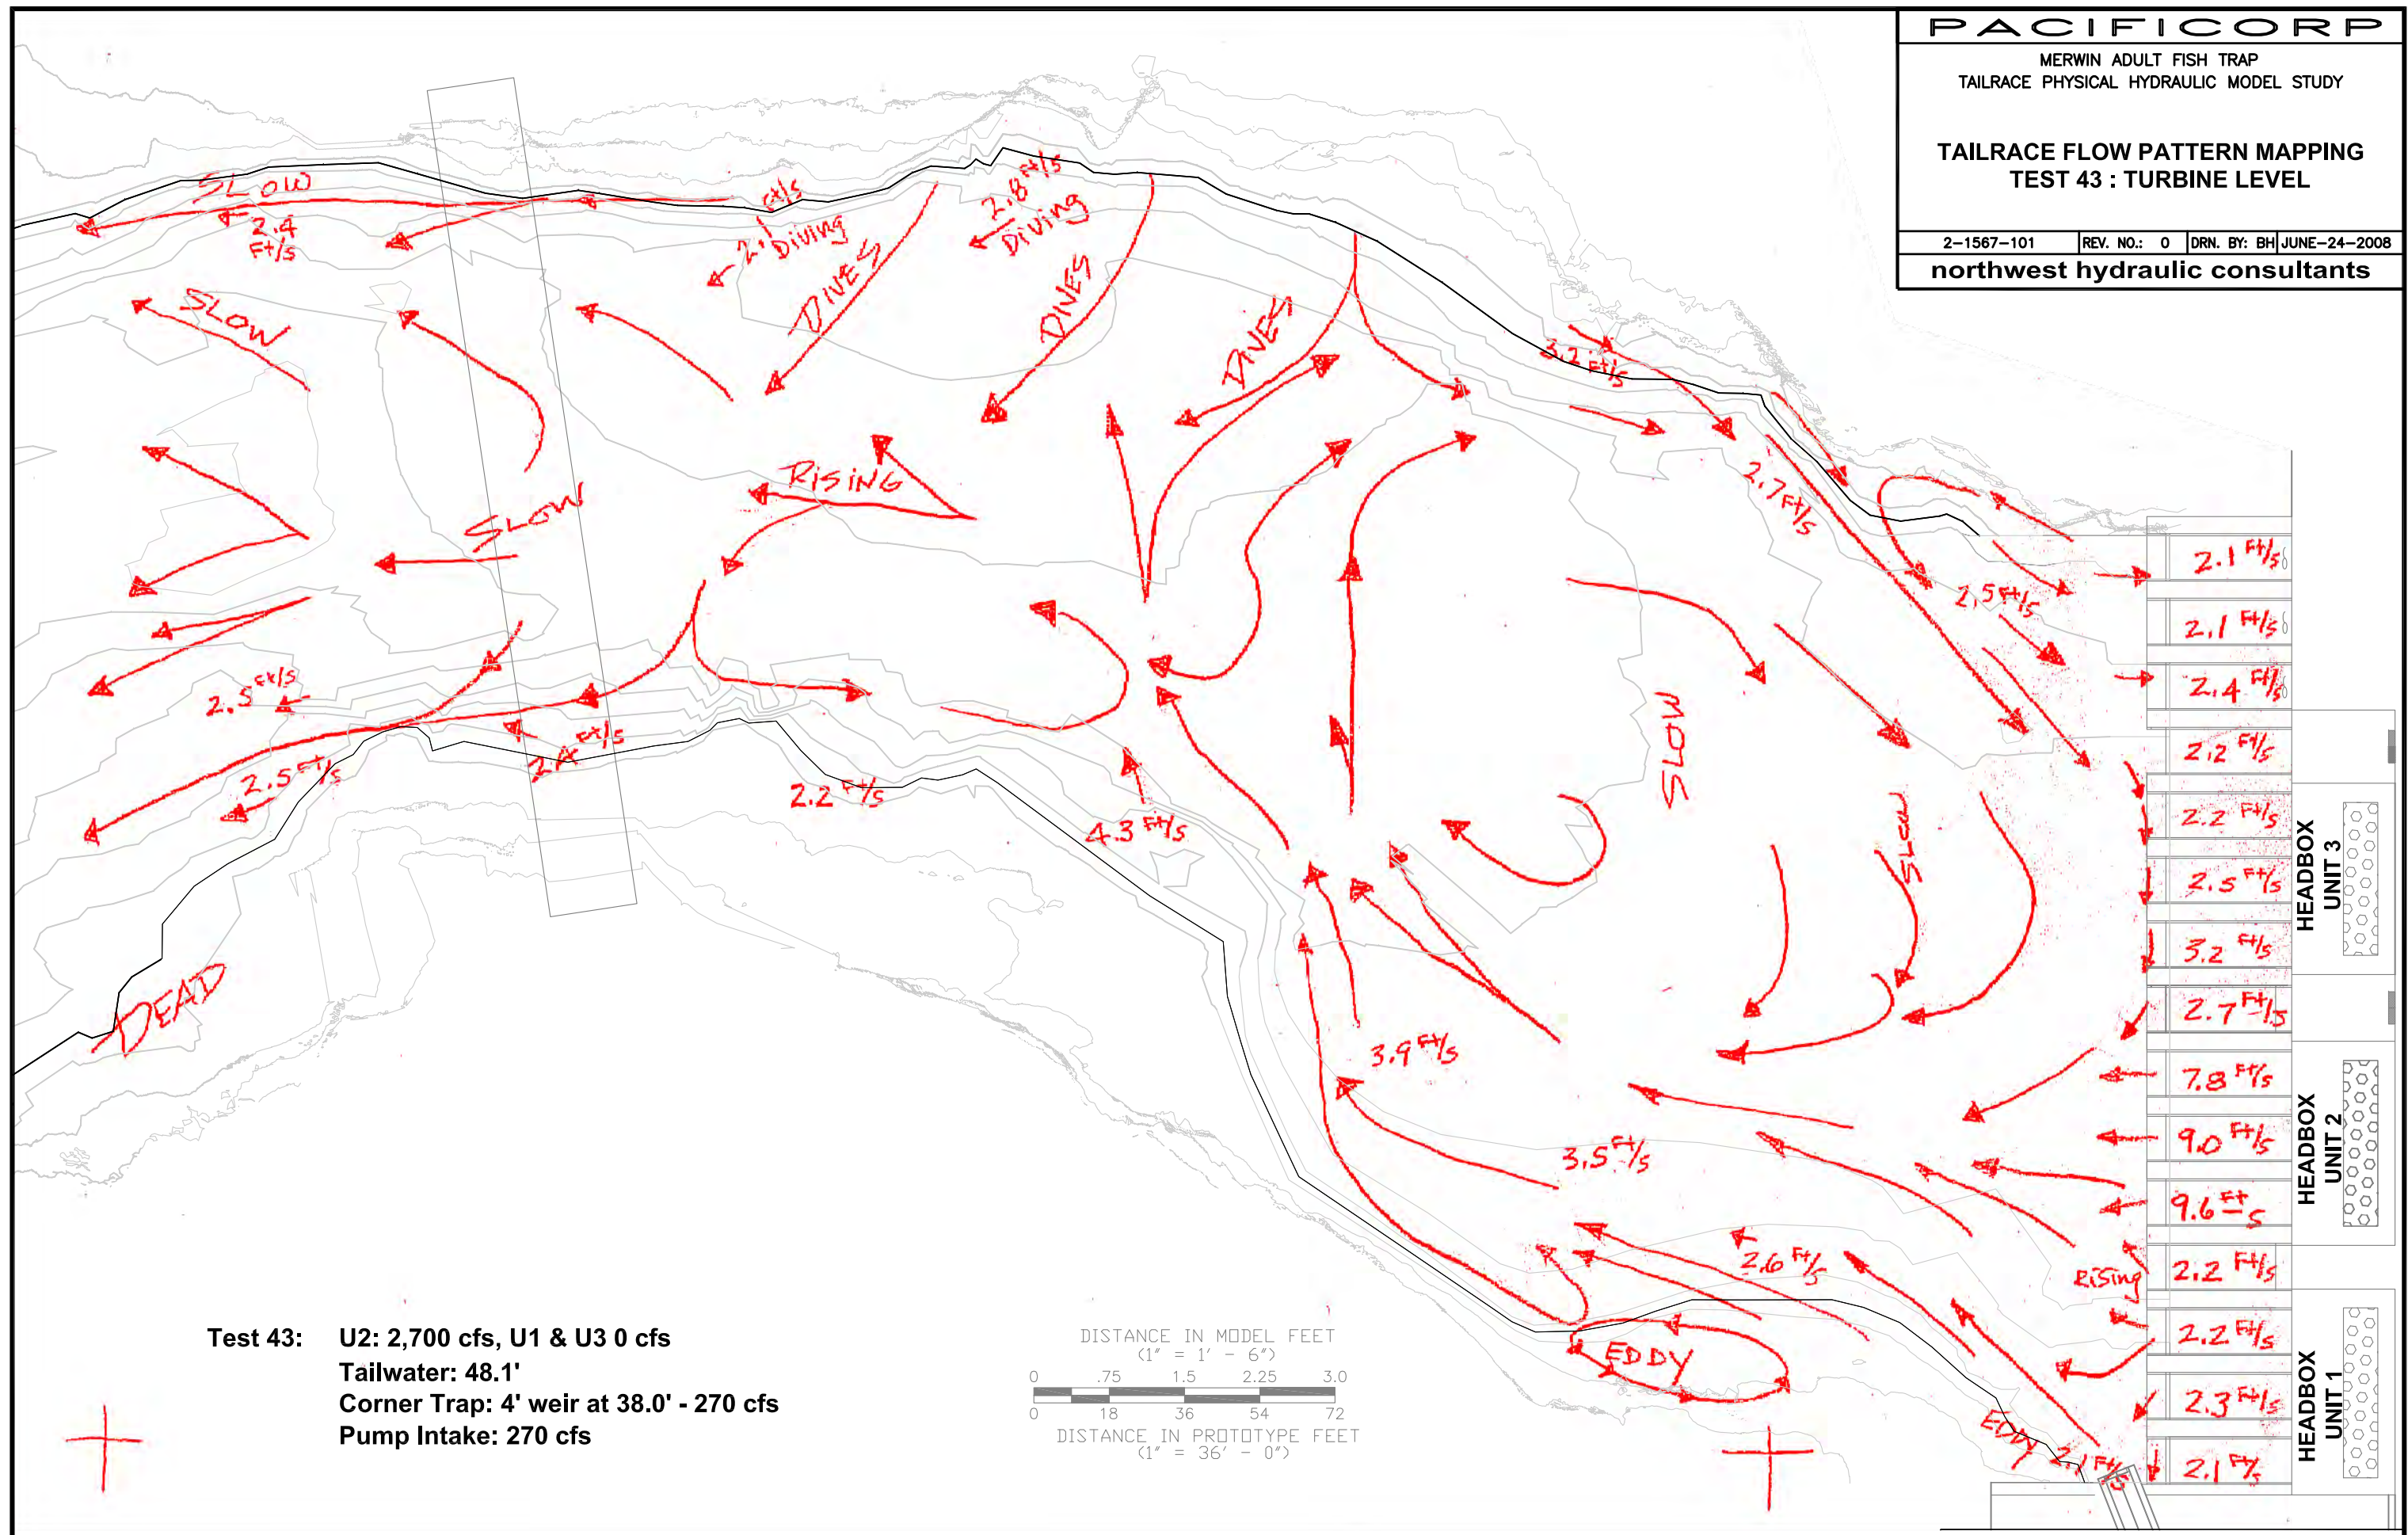 PACIFICORP
MERWIN ADULT FISH TRAP
TAILRACE PHYSICAL HYDRAULIC MODEL STUDY
TAILRACE FLOW PATTERN MAPPING
TEST 43 : TURBINE LEVEL
2-1567-101 REV. NO.: 0 DRN. BY: BH JUNE-24-2008
northwest hydraulic consultants
SLOW
2.4
Ft/s
Ft/s
Diving
2.8 Ft/s
Diving
DIVES
DIVES
DIVES
SLOW
3.2 Ft/s
RISING
SLOW
2.7 Ft/s
2.5 Ft/s
2.5 Ft/s
2.5 Ft/s
Ft/s
2.2 Ft/s
4.3 Ft/s
SLOW
SLOW
DEAD
3.9 Ft/s
3.5 Ft/s
2.6 Ft/s
Rising
EDDY
EDDY
2.1 Ft/s
2.1 Ft/s
2.1 Ft/s
2.4 Ft/s
2.2 Ft/s
2.2 Ft/s
2.5 Ft/s
3.2 Ft/s
2.7 Ft/s
7.8 Ft/s
9.0 Ft/s
9.6 Ft/s
2.2 Ft/s
2.2 Ft/s
2.3 Ft/s
2.1 Ft/s
HEADBOX
UNIT 3
HEADBOX
UNIT 2
HEADBOX
UNIT 1
Test 43: U2: 2,700 cfs, U1 & U3 0 cfs
Tailwater: 48.1'
Corner Trap: 4' weir at 38.0' - 270 cfs
Pump Intake: 270 cfs
DISTANCE IN MODEL FEET
(1" = 1' - 6")
0 .75 1.5 2.25 3.0
0 18 36 54 72
DISTANCE IN PROTOTYPE FEET
(1" = 36' - 0")